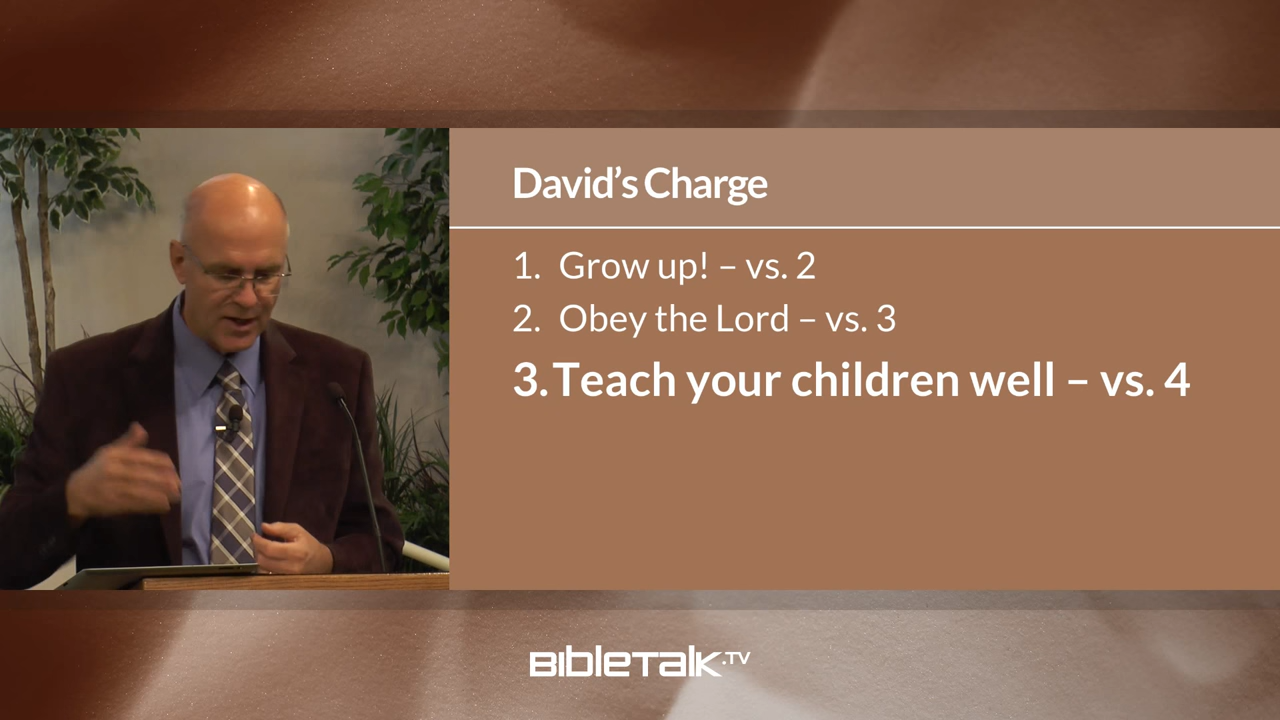 David's Charge
1. Grow up! – vs. 2
2. Obey the Lord – vs. 3
3. Teach your children well – vs. 4
BIBLETALK.TV